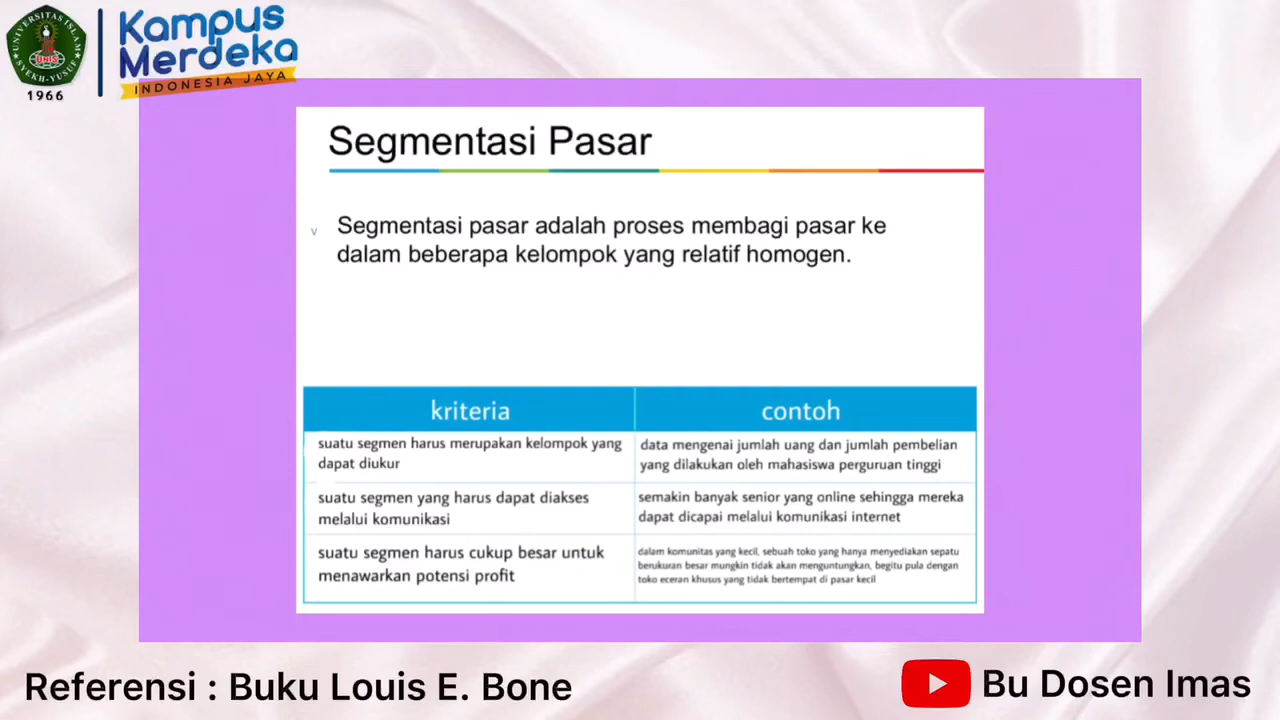 UNIVERSITAS ISLAM
UNIS
SYEKH-YUSUF
1966
Kampus
Merdeka
INDONESIA JAYA
Segmentasi Pasar
v Segmentasi pasar adalah proses membagi pasar ke
dalam beberapa kelompok yang relatif homogen.
kriteria contoh
suatu segmen harus merupakan kelompok yang
dapat diukur
data mengenai jumlah uang dan jumlah pembelian
yang dilakukan oleh mahasiswa perguruan tinggi
suatu segmen yang harus dapat diakses
melalui komunikasi
semakin banyak senior yang online sehingga mereka
dapat dicapai melalui komunikasi internet
suatu segmen harus cukup besar untuk
menawarkan potensi profit
dalam komunitas yang kecil, sebuah toko yang hanya menyediakan sepatu
berukuran besar mungkin tidak akan menguntungkan, begitu pula dengan
toko eceran khusus yang tidak bertempat di pasar kecil
Referensi : Buku Louis E. Bone
Bu Dosen Imas